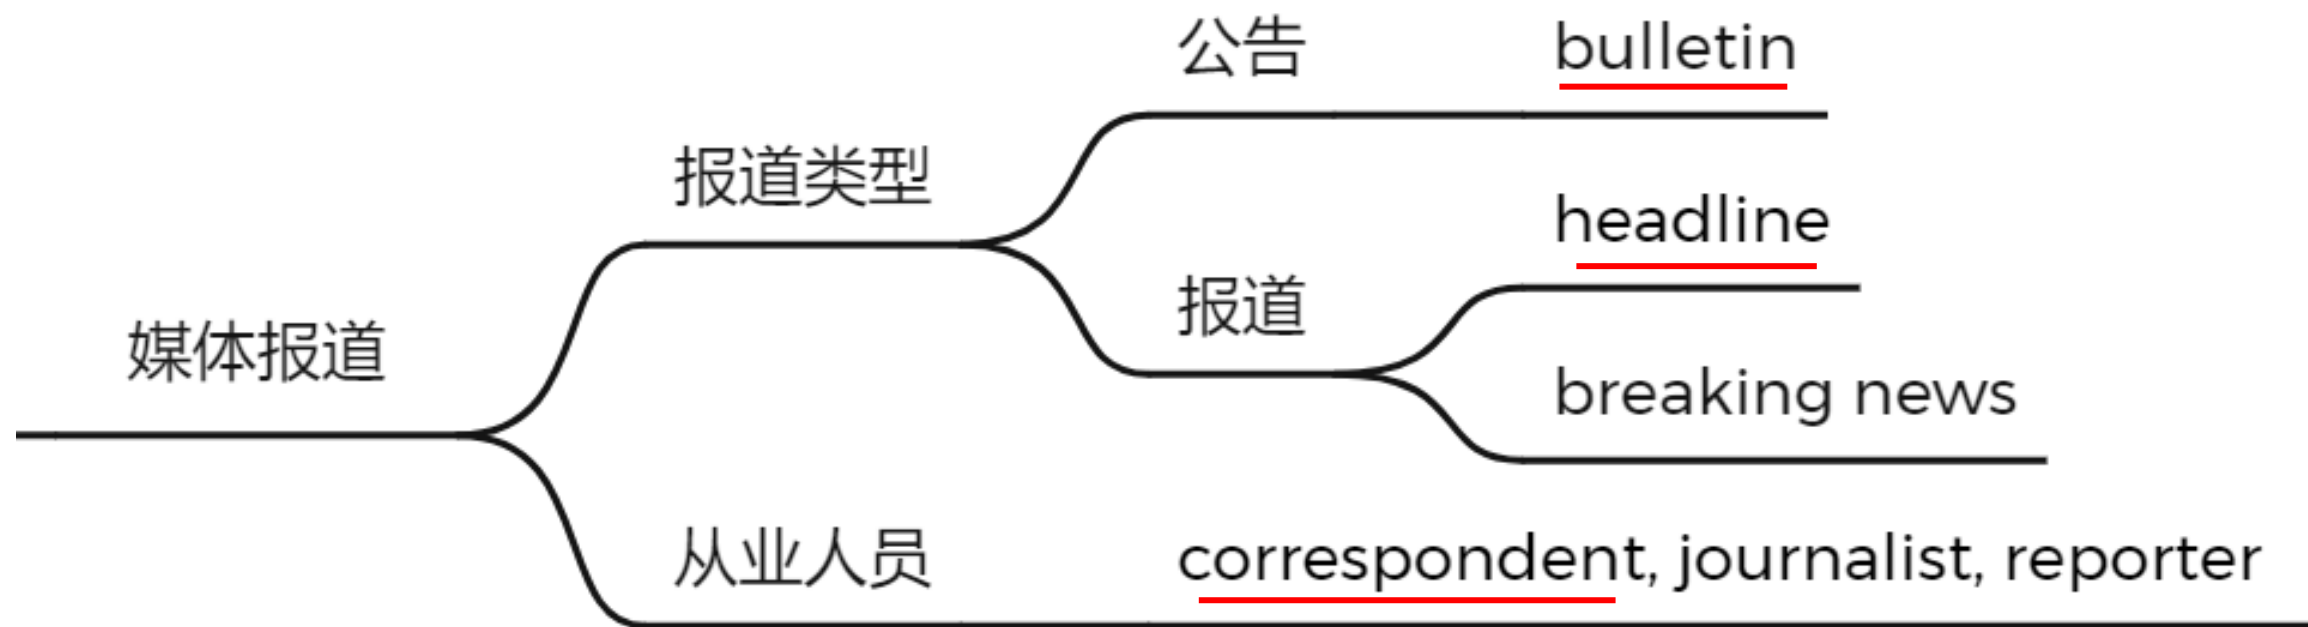 公告
bulletin
报道类型
headline
报道
媒体报道
breaking news
从业人员
correspondent, journalist, reporter